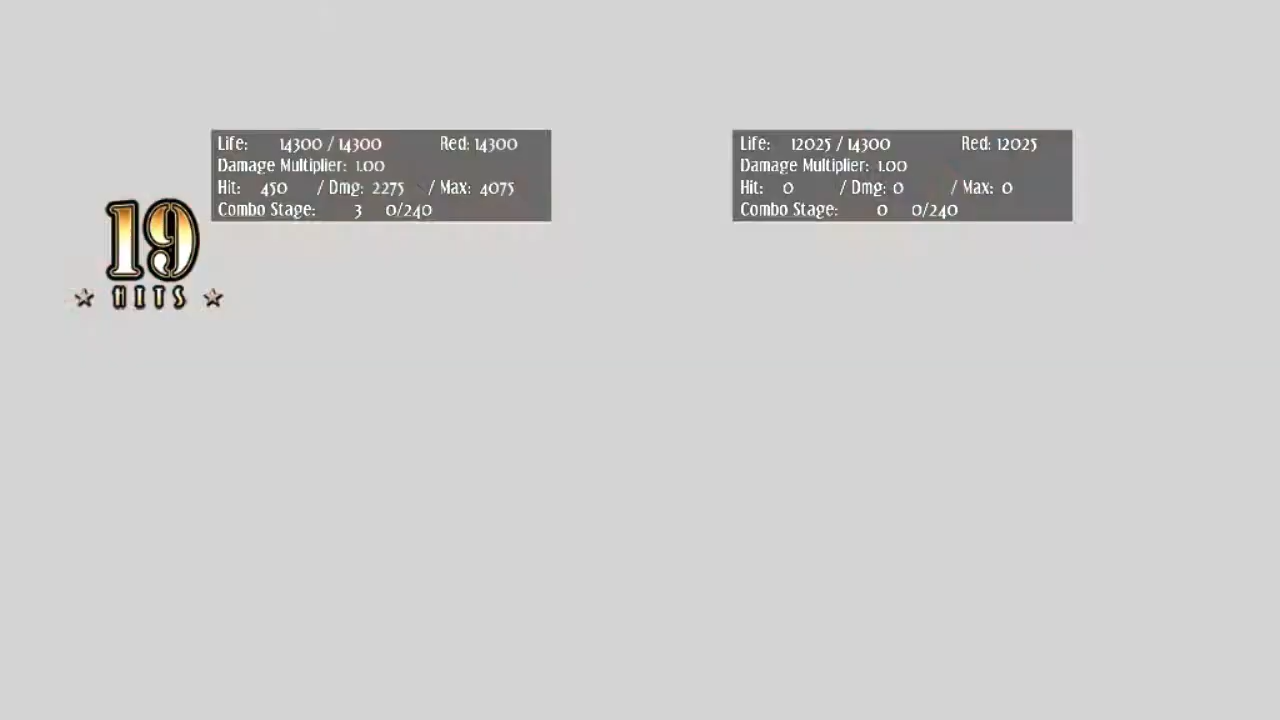 Life: 14300 / 14300 Red: 14300
Damage Multiplier: 1.00
Hit: 450 / Dmg: 2275 / Max: 4075
Combo Stage: 3 0/240
Life: 12025 / 14300 Red: 12025
Damage Multiplier: 1.00
Hit: 0 / Dmg: 0 / Max: 0
Combo Stage: 0 0/240
19
HITS